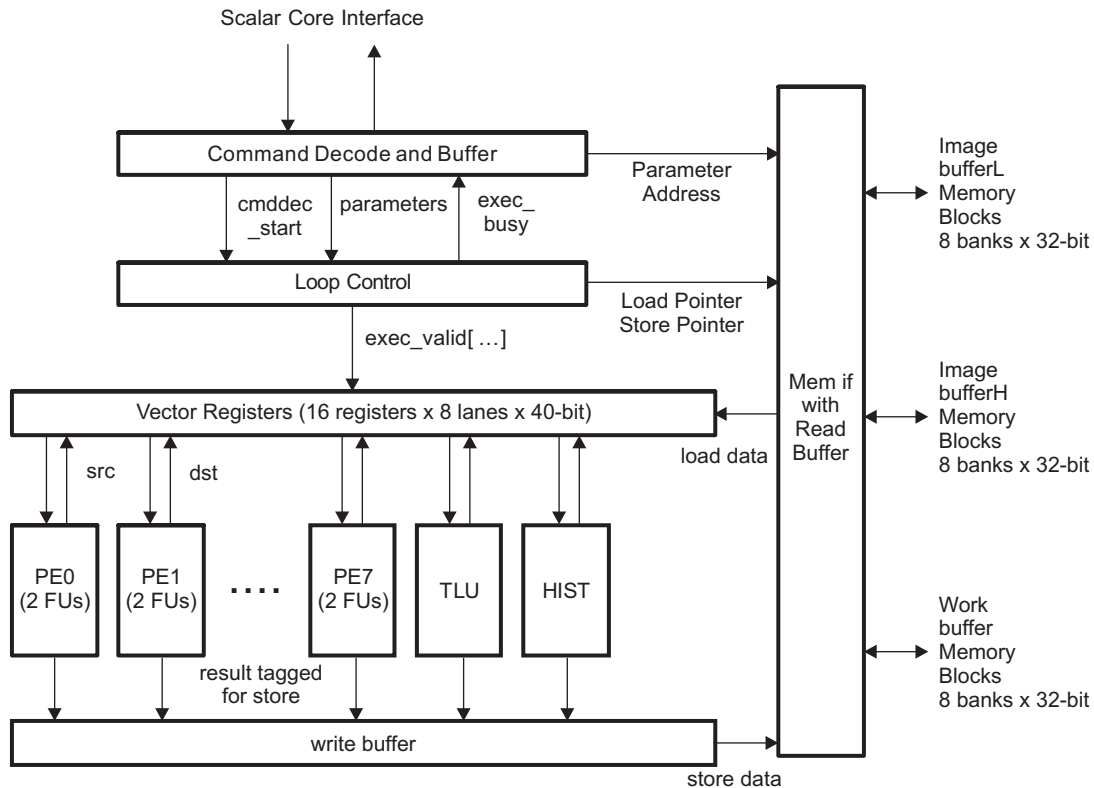 Scalar Core Interface
Command Decode and Buffer
Parameter
Address
cmddec
_start
parameters
exec_
busy
Image
bufferL
Memory
Blocks
8 banks x 32-bit
Loop Control
Load Pointer
Store Pointer
exec_valid[ …]
Vector Registers (16 registers x 8 lanes x 40-bit)
load data
Mem if
with
Read
Buffer
Image
bufferH
Memory
Blocks
8 banks x 32-bit
src
dst
PE0
(2 FUs)
PE1
(2 FUs)
....
PE7
(2 FUs)
TLU
HIST
result tagged
for store
Work
buffer
Memory
Blocks
8 banks x 32-bit
write buffer
store data